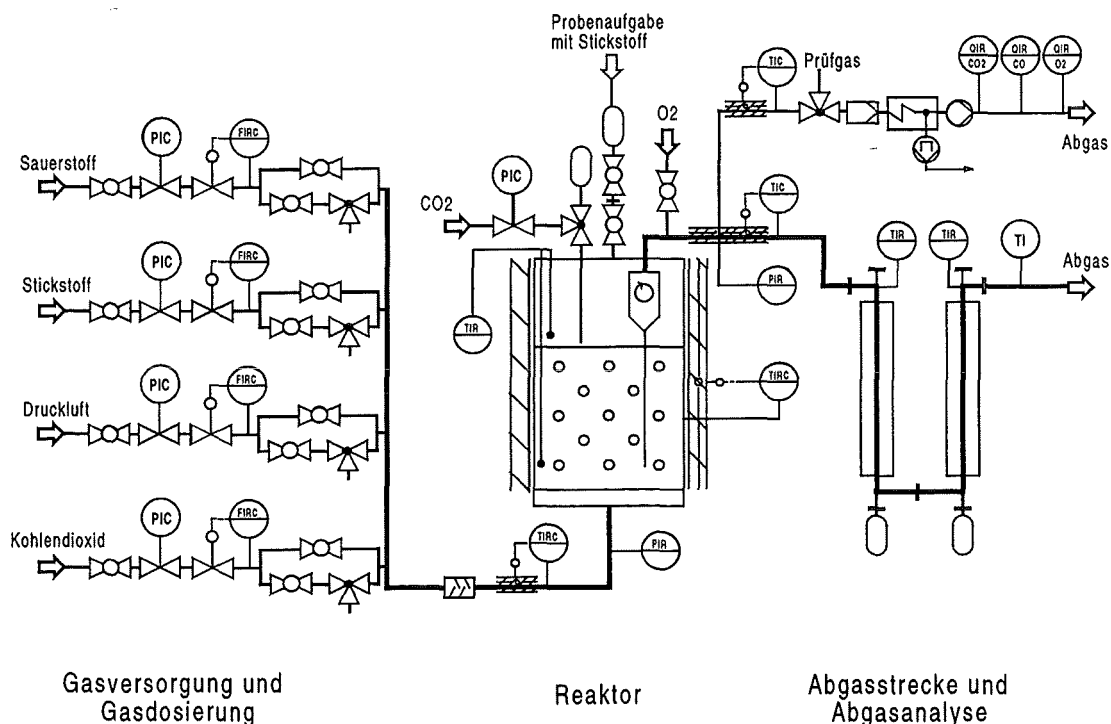 Probenaufgabe
mit Stickstoff
TIC
Prüfgas
QIR
CO2
QIR
CO
QIR
O2
Abgas
Sauerstoff
PIC
FIRC
CO2
PIC
O2
TIC
TIR
TIR
TI
Abgas
Stickstoff
PIC
FIRC
TIR
PIR
Druckluft
PIC
FIRC
TIRC
Kohlendioxid
PIC
FIRC
TIRC
PIR
Gasversorgung und
Gasdosierung
Reaktor
Abgasstrecke und
Abgasanalyse